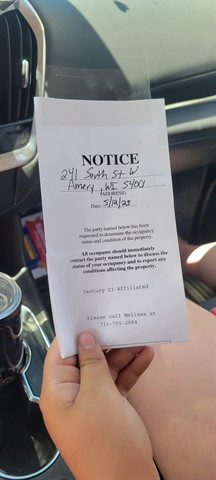 NOTICE
241 South St W
Amery, WI 54001
(ADDRESS)
Date: 5/12/23
The party named below has been
requested to determine the occupancy
status and condition of the property.
All occupants should immediately
contact the party named below to discuss the
status of your occupancy and to report any
conditions affecting the property.
Century 21 Affiliated
Please call Melissa at
715-755-2664